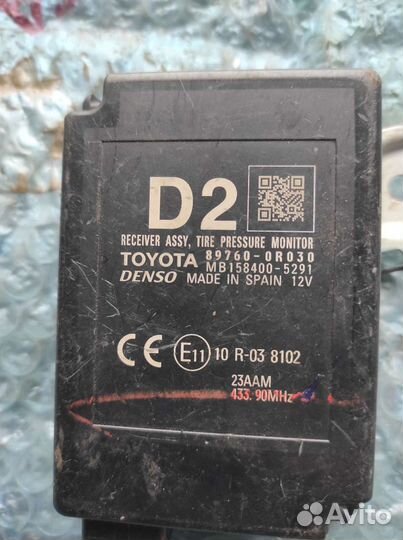 D2
RECEIVER ASSY, TIRE PRESSURE MONITOR
TOYOTA 89760-0R030
MB158400-5291
DENSO MADE IN SPAIN 12V
CE E11 10 R-03 8102
23AAM
433.90MHz
Avito